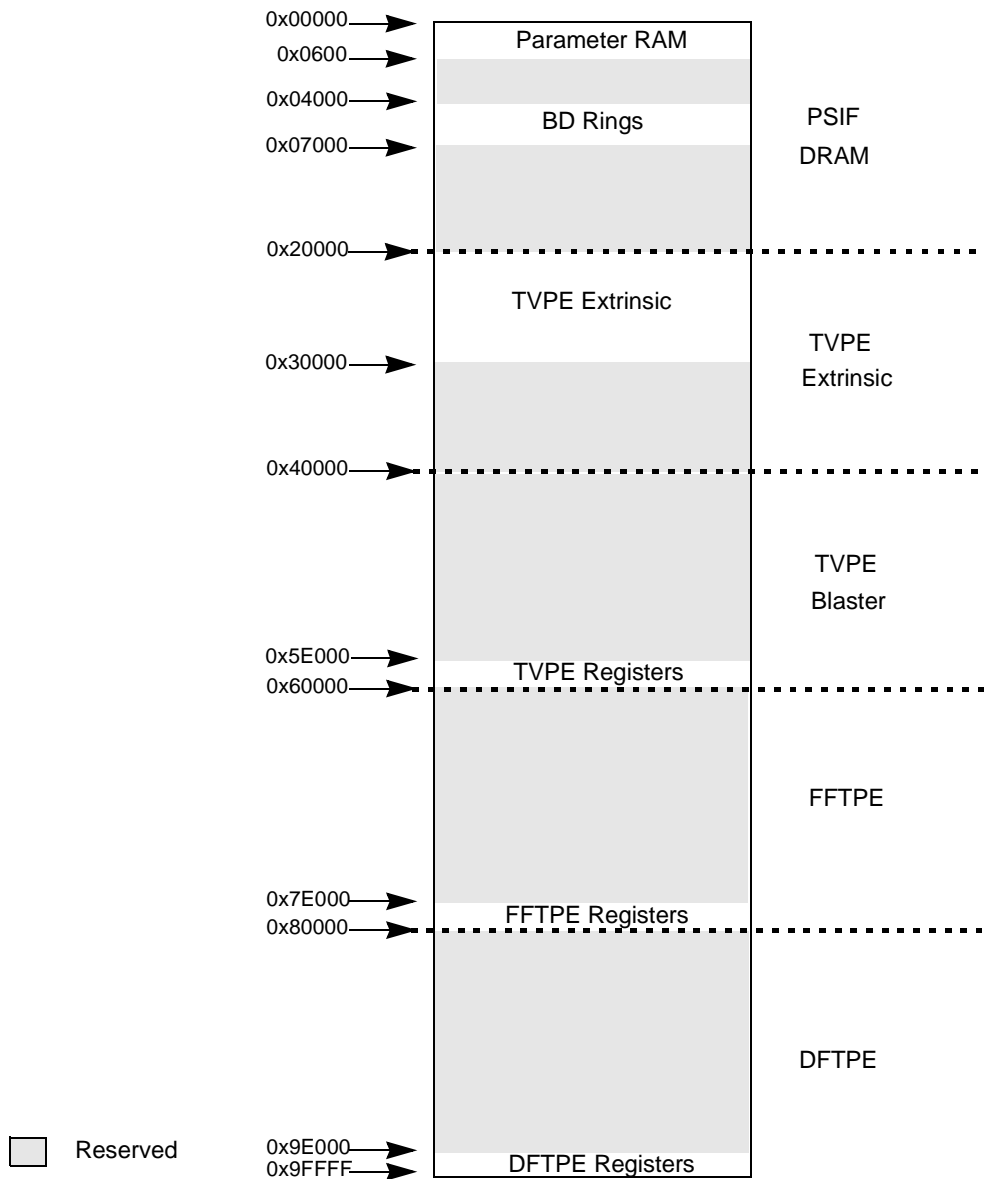 0x00000
Parameter RAM
0x0600
0x04000
BD Rings
PSIF
DRAM
0x07000
0x20000
TVPE Extrinsic
TVPE
Extrinsic
0x30000
0x40000
TVPE
Blaster
0x5E000
TVPE Registers
0x60000
FFTPE
0x7E000
FFTPE Registers
0x80000
DFTPE
Reserved
0x9E000
DFTPE Registers
0x9FFFF